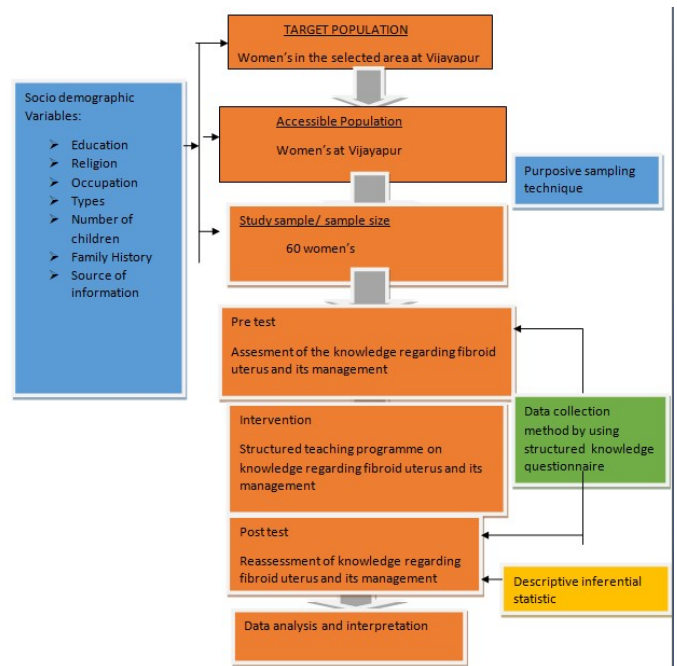 TARGET POPULATION
Women's in the selected area at Vijayapur
Socio demographic
Variables:
➢ Education
➢ Religion
➢ Occupation
➢ Types
➢ Number of
children
➢ Family History
➢ Source of
information
Accessible Population
Women's at Vijayapur
Purposive sampling
technique
Study sample/ sample size
60 women's
Pre test
Assesment of the knowledge regarding fibroid uterus and its
management
Intervention
Structured teaching programme on
knowledge regarding fibroid uterus and its
management
Data collection
method by using
structured knowledge
questionnaire
Post test
Reassessment of knowledge regarding
fibroid uterus and its management
Descriptive inferential
statistic
Data analysis and interpretation